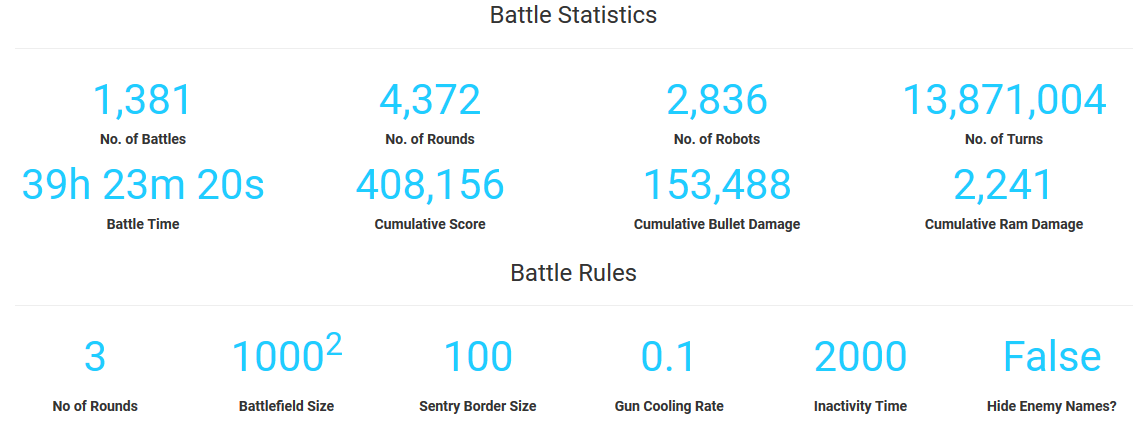 Battle Statistics
1,381 4,372 2,836 13,871,004
No. of Battles No. of Rounds No. of Robots No. of Turns
39h 23m 20s 408,156 153,488 2,241
Battle Time Cumulative Score Cumulative Bullet Damage Cumulative Ram Damage
Battle Rules
3 1000² 100 0.1 2000 False
No of Rounds Battlefield Size Sentry Border Size Gun Cooling Rate Inactivity Time Hide Enemy Names?